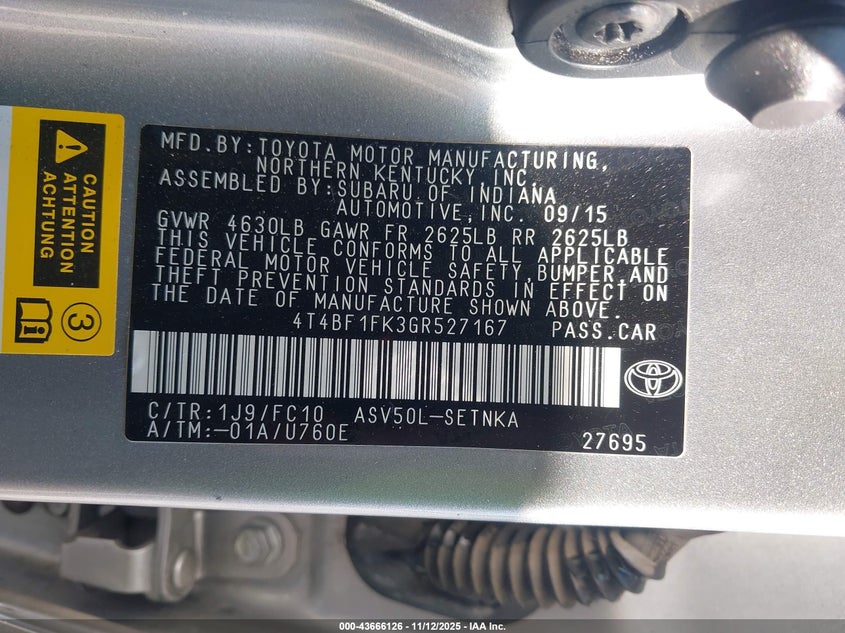 CAUTION
ATTENTION
ACHTUNG
3
MFD.BY:TOYOTA MOTOR MANUFACTURING,
NORTHERN KENTUCKY, INC.
ASSEMBLED BY:SUBARU OF INDIANA
AUTOMOTIVE,INC. 09/15
GVWR 4630LB GAWR FR 2625LB RR 2625LB
THIS VEHICLE CONFORMS TO ALL APPLICABLE
FEDERAL MOTOR VEHICLE SAFETY,BUMPER,AND
THEFT PREVENTION STANDARDS IN EFFECT ON
THE DATE OF MANUFACTURE SHOWN ABOVE.
4T4BF1FK3GR527167 PASS.CAR
C/TR:1J9/FC10 ASV50L-SETNKA
A/TM:-01A/U760E
27695
000-43666126 - 11/12/2025 - IAA Inc.